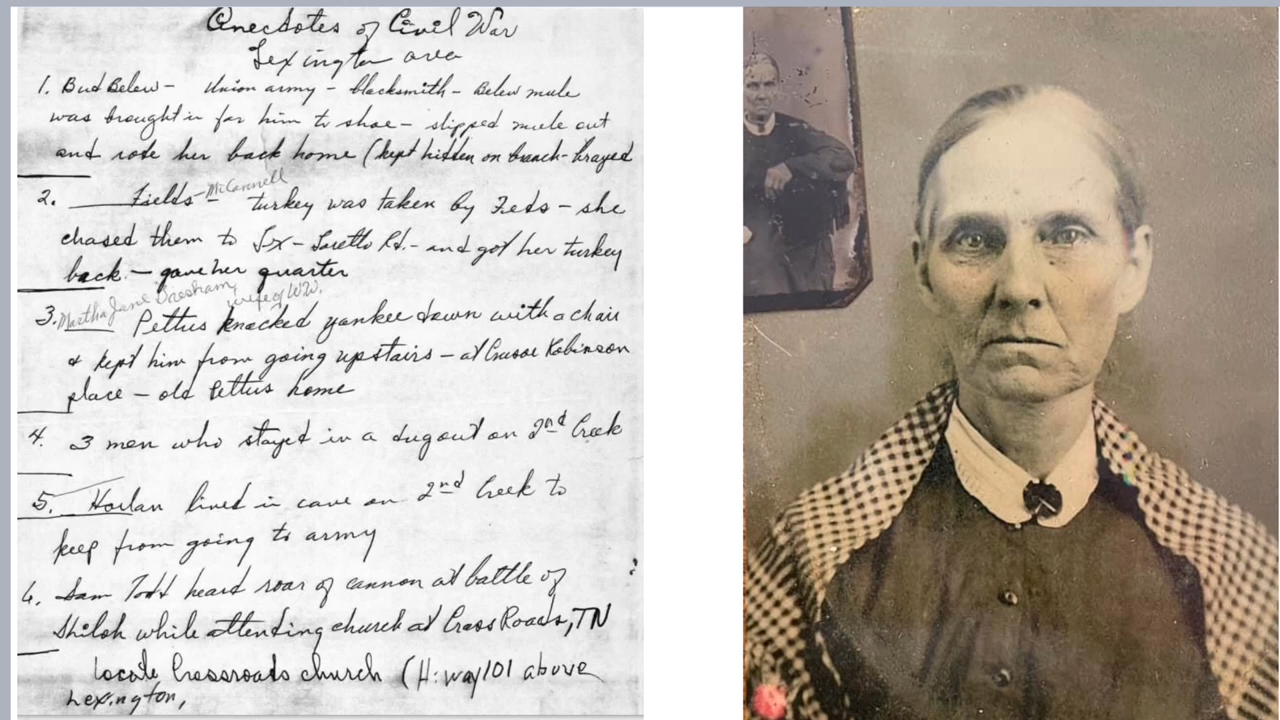 Anecdotes of Civil War
Lexington area
1. Bud Belew - Union army - blacksmith - Belew mule
was brought in for him to shoe - slipped mule out
and rode her back home (kept hidden on branch - brayed
2. ____ Fields - McConnell turkey was taken by Feds - she
chased them to Lex - Loretto Rd. - and got her turkey
back - gave her quarter
Martha Jane wife of W.W.
3. ____ Pettus knocked yankee down with a chair
& kept him from going upstairs - at Crusoe Robinson
place - old Pettus home
4. 3 men who stayed in a dugout on 2nd Creek
5. ____ Harlan lived in cave on 2nd Creek to
keep from going to army
6. Sam Todd heard roar of cannon at battle of
Shiloh while attending church at Cross Roads, TN
Locale Crossroads church (H:way 101 above
Lexington,